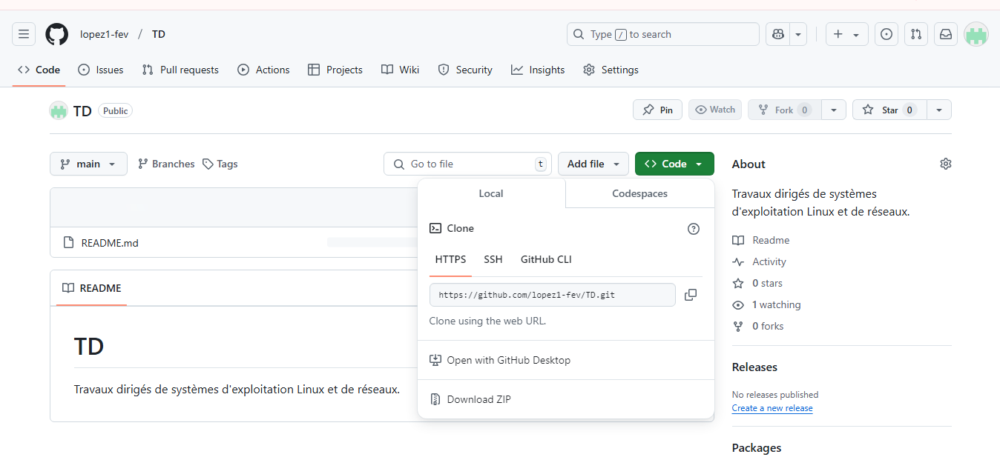 lopez1-fev / TD
Type / to search
Code Issues Pull requests Actions Projects Wiki Security Insights Settings
TD Public
Pin Watch Fork 0 Star 0
main Branches Tags
Go to file t Add file Code
Local Codespaces
Clone
HTTPS SSH GitHub CLI
https://github.com/lopez1-fev/TD.git
Clone using the web URL.
Open with GitHub Desktop
Download ZIP
README.md
README
TD
Travaux dirigés de systèmes d'exploitation Linux et de réseaux.
About
Travaux dirigés de systèmes
d'exploitation Linux et de réseaux.
Readme
Activity
0 stars
1 watching
0 forks
Releases
No releases published
Create a new release
Packages